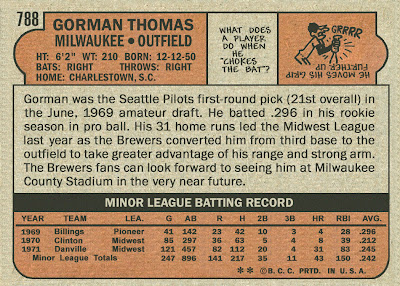 788
GORMAN THOMAS
MILWAUKEE • OUTFIELD
HT: 6'2" WT: 210 BORN: 12-12-50
BATS: RIGHT THROWS: RIGHT
HOME: CHARLESTOWN, S.C.
WHAT DOES
A PLAYER
DO WHEN
HE "CHOKES
THE BAT?
GRRRR
HE MOVES HIS GRIP
FURTHER UP
Gorman was the Seattle Pilots first-round pick (21st overall) in
the June, 1969 amateur draft. He batted .296 in his rookie
season in pro ball. His 31 home runs led the Midwest League
last year as the Brewers converted him from third base to the
outfield to take greater advantage of his range and strong arm.
The Brewers fans can look forward to seeing him at Milwaukee
County Stadium in the very near future.
MINOR LEAGUE BATTING RECORD
YEAR TEAM LEA. G AB R H 2B 3B HR RBI AVG.
1969 Billings Pioneer 41 142 23 42 10 3 4 28 .296
1970 Clinton Midwest 85 297 36 63 5 4 8 39 .212
1971 Danville Midwest 121 457 82 112 20 4 31 83 .245
Minor League Totals 247 896 141 217 35 11 43 150 .242
** © B.C.C. PRTD. IN U.S.A.